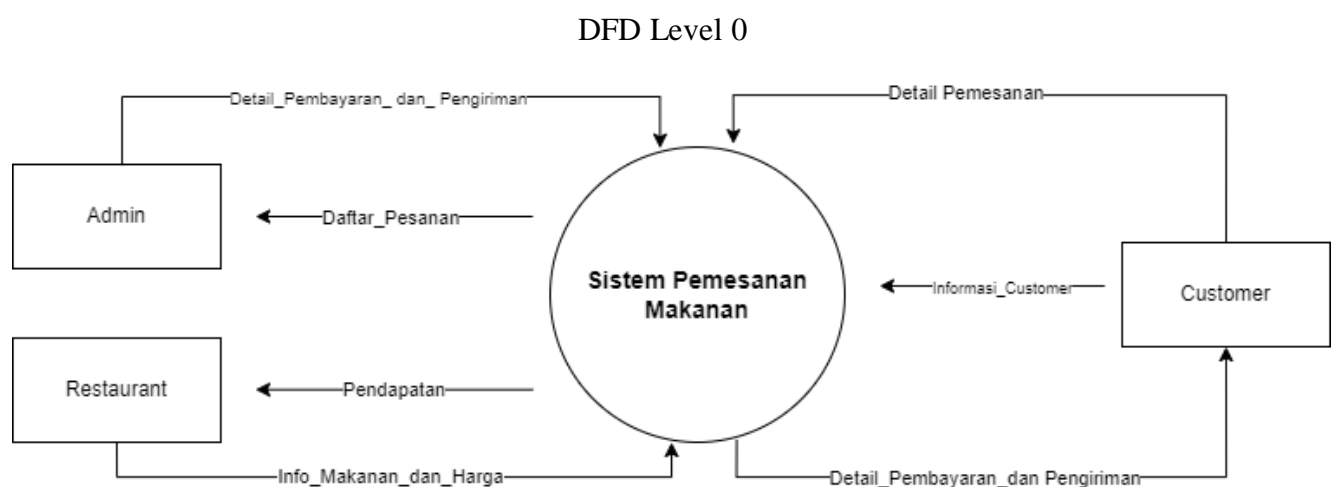 DFD Level 0
Detail_Pembayaran_ dan_ Pengiriman
Detail Pemesanan
Admin
Daftar_Pesanan
Sistem Pemesanan
Makanan
Informasi_Customer
Customer
Restaurant
Pendapatan
Info_Makanan_dan_Harga
Detail_Pembayaran_dan Pengiriman